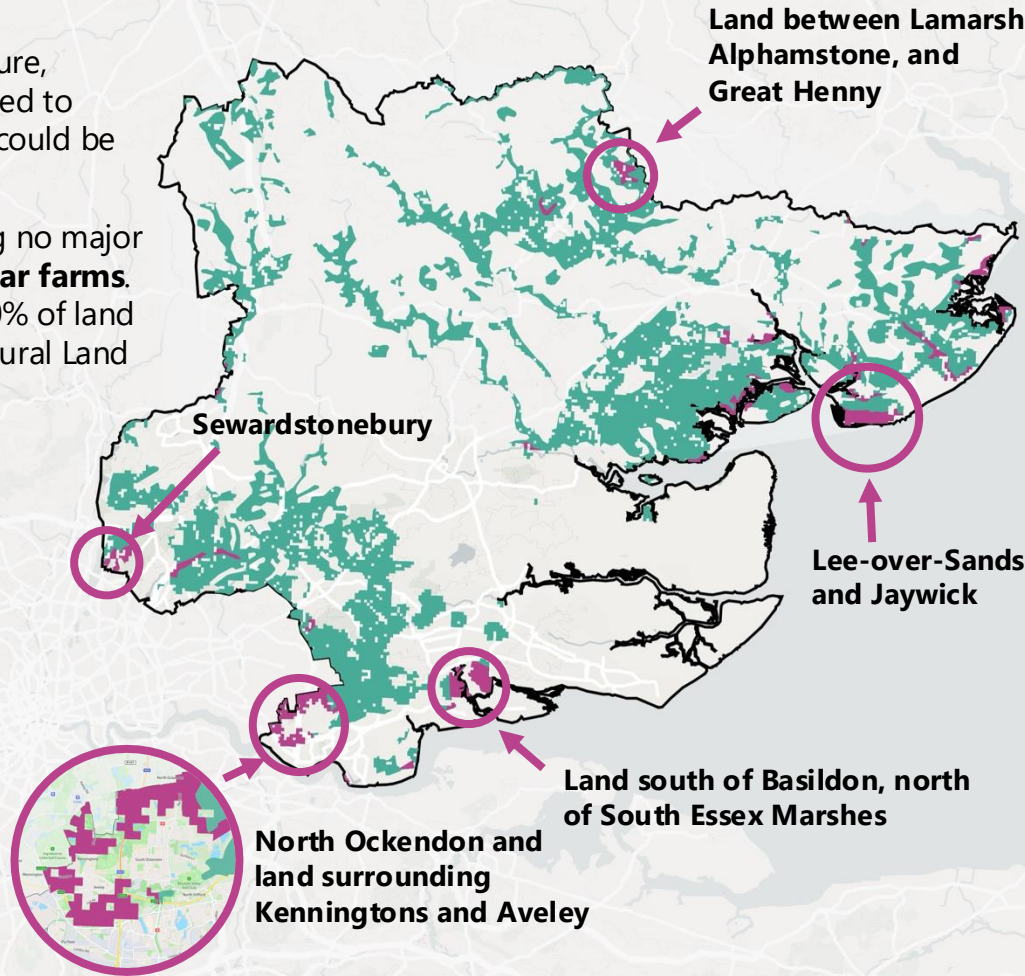 Land between Lamarsh
Alphamstone, and
Great Henny
ure,
ed to
could be
g no major
ar farms.
% of land
ural Land
Sewardstonebury
Lee-over-Sands
and Jaywick
Land south of Basildon, north
of South Essex Marshes
North Ockendon and
land surrounding
Kenningtons and Aveley